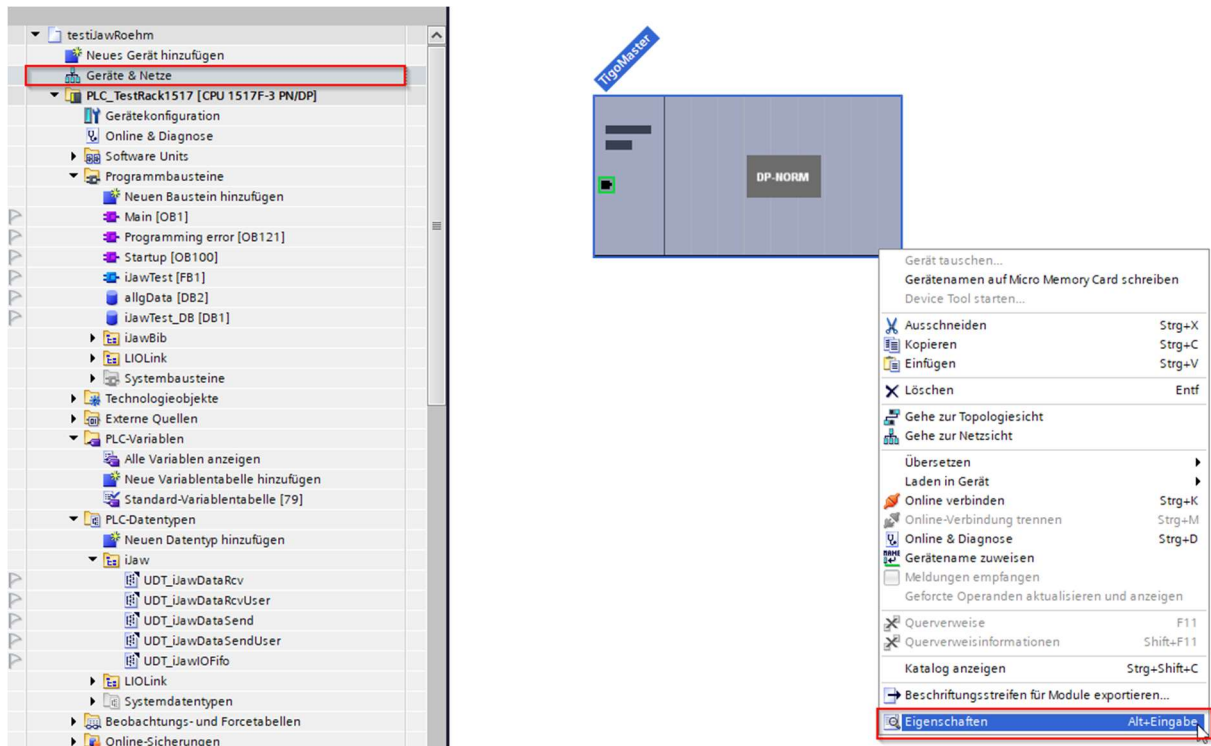 testiJawRoehm
Neues Gerät hinzufügen
Geräte & Netze
PLC_TestRack1517 [CPU 1517F-3 PN/DP]
Gerätekonfiguration
Online & Diagnose
Software Units
Programmbausteine
Neuen Baustein hinzufügen
Main [OB1]
Programming error [OB121]
Startup [OB100]
iJawTest [FB1]
allgData [DB2]
iJawTest_DB [DB1]
iJawBib
LIOLink
Systembausteine
Technologieobjekte
Externe Quellen
PLC-Variablen
Alle Variablen anzeigen
Neue Variablentabelle hinzufügen
Standard-Variablentabelle [79]
PLC-Datentypen
Neuen Datentyp hinzufügen
iJaw
UDT_iJawDataRcv
UDT_iJawDataRcvUser
UDT_iJawDataSend
UDT_iJawDataSendUser
UDT_iJawIOFifo
LIOLink
Systemdatentypen
Beobachtungs- und Forcetabellen
Online-Sicherungen
TigoMaster
DP-NORM
Gerät tauschen...
Gerätenamen auf Micro Memory Card schreiben
Device Tool starten...
Ausschneiden Strg+X
Kopieren Strg+C
Einfügen Strg+V
Löschen Entf
Gehe zur Topologiesicht
Gehe zur Netzsicht
Übersetzen
Laden in Gerät
Online verbinden Strg+K
Online-Verbindung trennen Strg+M
Online & Diagnose Strg+D
Gerätename zuweisen
Meldungen empfangen
Geforcte Operanden aktualisieren und anzeigen
Querverweise F11
Querverweisinformationen Shift+F11
Katalog anzeigen Strg+Shift+C
Beschriftungsstreifen für Module exportieren...
Eigenschaften Alt+Eingabe